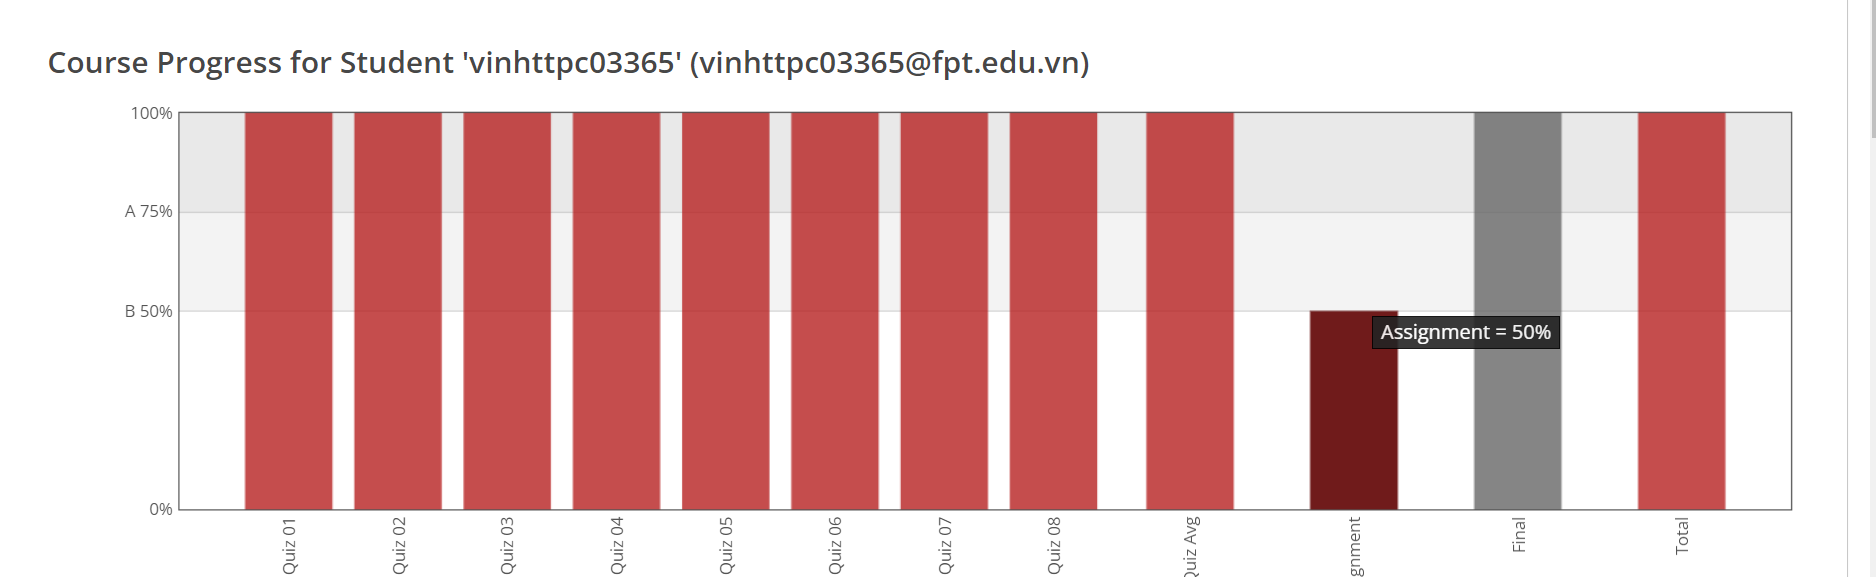 Course Progress for Student 'vinhttpc03365' (vinhttpc03365@fpt.edu.vn)
100%
A 75%
B 50%
0%
Assignment = 50%
Quiz 01
Quiz 02
Quiz 03
Quiz 04
Quiz 05
Quiz 06
Quiz 07
Quiz 08
Quiz Avg
gnment
Final
Total